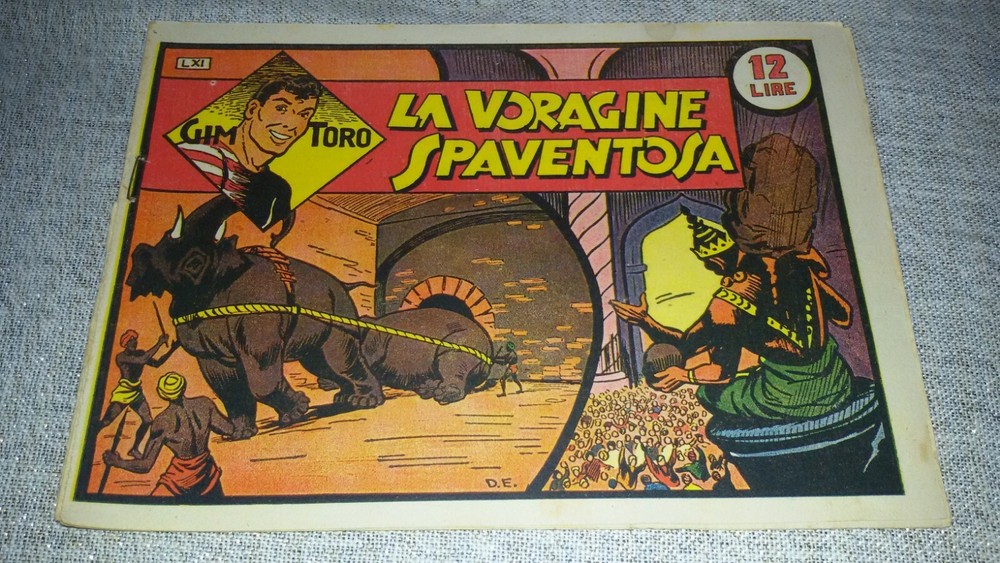 LXI
GIM TORO
LA VORAGINE
SPAVENTOSA
12
LIRE
D.E.